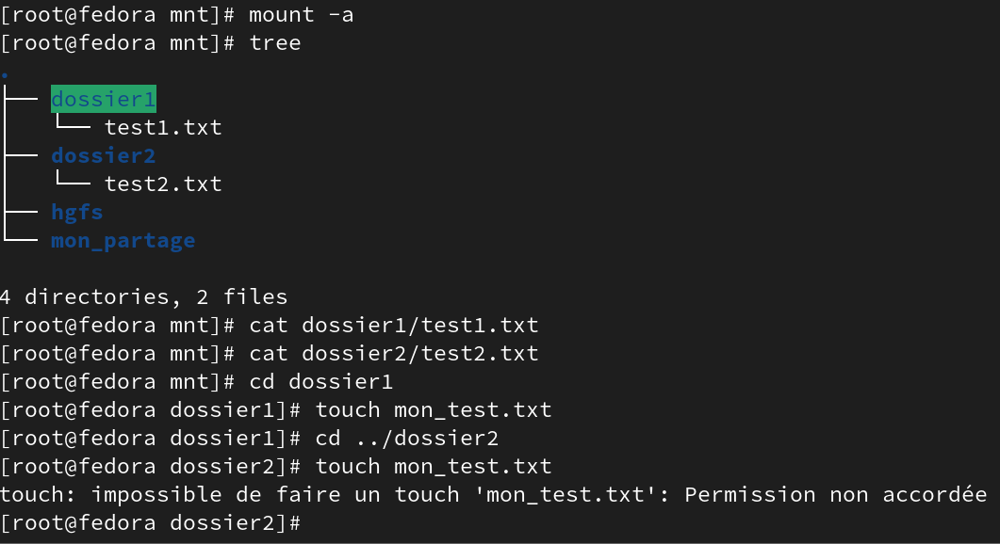 [root@fedora mnt]# mount -a
[root@fedora mnt]# tree
.
├── dossier1
│   └── test1.txt
├── dossier2
│   └── test2.txt
├── hgfs
└── mon_partage

4 directories, 2 files
[root@fedora mnt]# cat dossier1/test1.txt
[root@fedora mnt]# cat dossier2/test2.txt
[root@fedora mnt]# cd dossier1
[root@fedora dossier1]# touch mon_test.txt
[root@fedora dossier1]# cd ../dossier2
[root@fedora dossier2]# touch mon_test.txt
touch: impossible de faire un touch 'mon_test.txt': Permission non accordée
[root@fedora dossier2]#